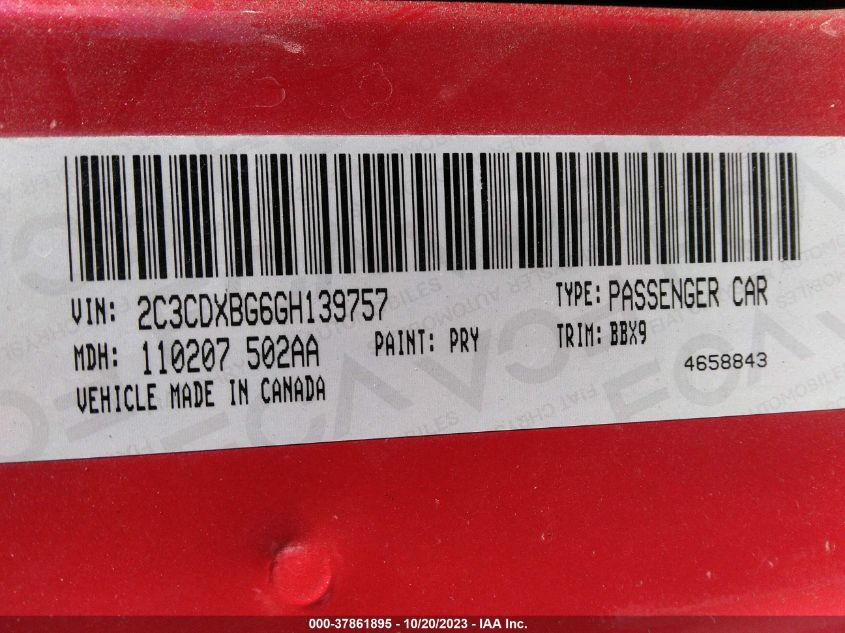 VIN: 2C3CDXBG6GH139757 TYPE: PASSENGER CAR
MDH: 110207 502AA PAINT: PRY TRIM: BBX9
VEHICLE MADE IN CANADA 4658843
000-37861895 | 10/20/2023 – IAA Inc.